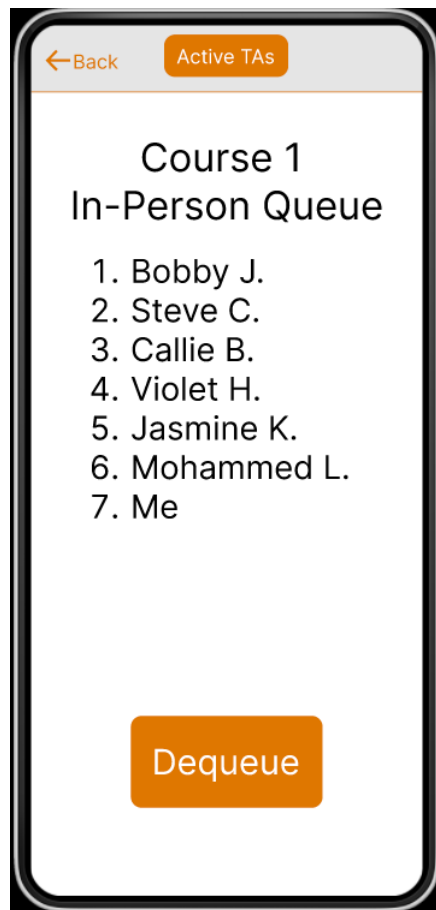 ←Back
Active TAs
Course 1
In-Person Queue
1. Bobby J.
2. Steve C.
3. Callie B.
4. Violet H.
5. Jasmine K.
6. Mohammed L.
7. Me
Dequeue